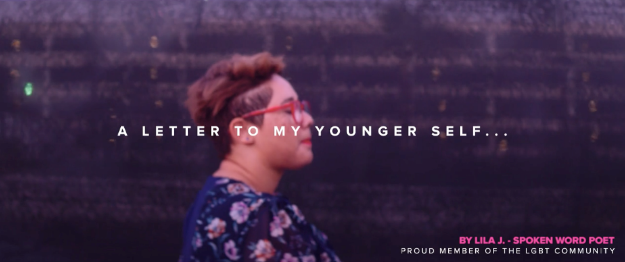 A LETTER TO MY YOUNGER SELF...
BY LILA J. - SPOKEN WORD POET
PROUD MEMBER OF THE LGBT COMMUNITY